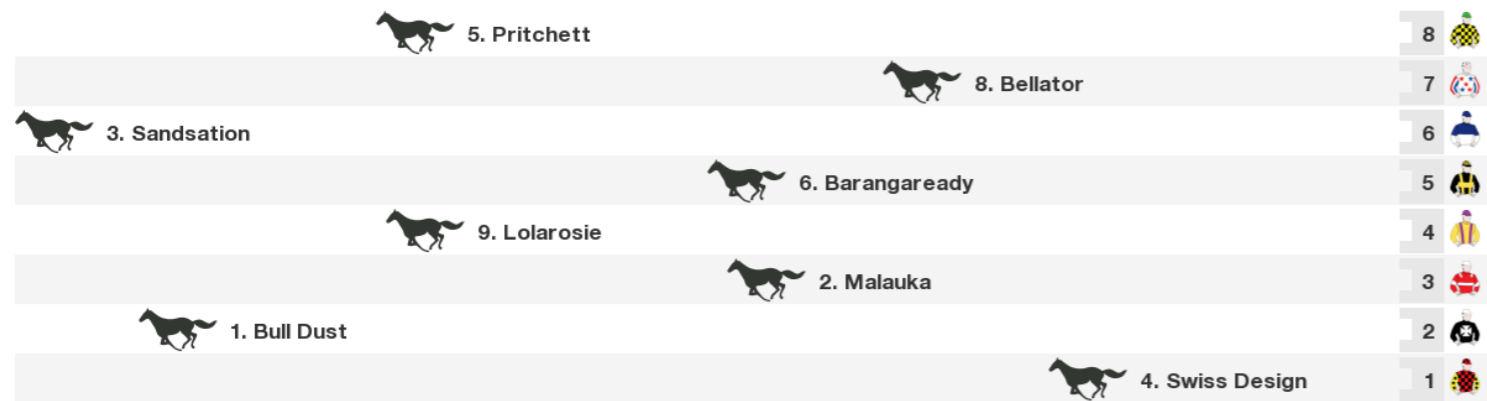 5. Pritchett 8
8. Bellator 7
3. Sandsation 6
6. Barangaready 5
9. Lolarosie 4
2. Malauka 3
1. Bull Dust 2
4. Swiss Design 1